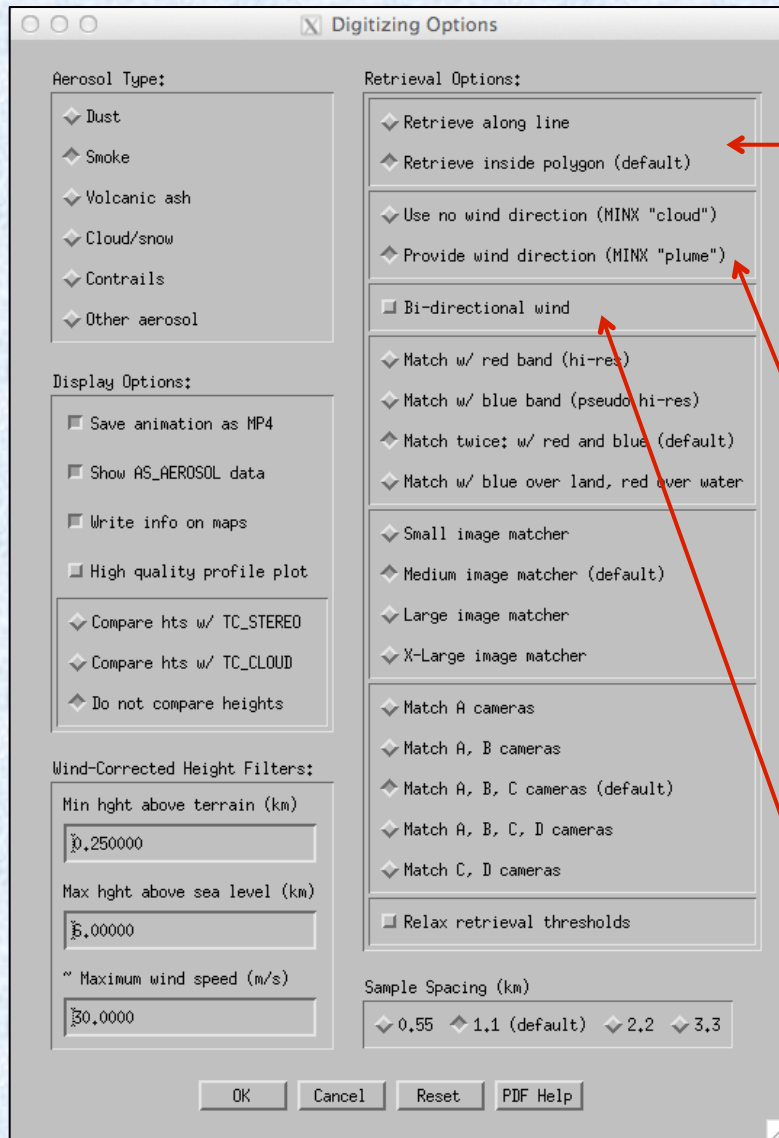 Digitizing Options
Aerosol Type:
Dust
Smoke
Volcanic ash
Cloud/snow
Contrails
Other aerosol
Display Options:
Save animation as MP4
Show AS_AEROSOL data
Write info on maps
High quality profile plot
Compare hts w/ TC_STEREO
Compare hts w/ TC_CLOUD
Do not compare heights
Wind-Corrected Height Filters:
Min hght above terrain (km)
0.250000
Max hght above sea level (km)
6.00000
~ Maximum wind speed (m/s)
30.0000
Retrieval Options:
Retrieve along line
Retrieve inside polygon (default)
Use no wind direction (MINX "cloud")
Provide wind direction (MINX "plume")
Bi-directional wind
Match w/ red band (hi-res)
Match w/ blue band (pseudo hi-res)
Match twice: w/ red and blue (default)
Match w/ blue over land, red over water
Small image matcher
Medium image matcher (default)
Large image matcher
X-Large image matcher
Match A cameras
Match A, B cameras
Match A, B, C cameras (default)
Match A, B, C, D cameras
Match C, D cameras
Relax retrieval thresholds
Sample Spacing (km)
0.55 1.1 (default) 2.2 3.3
OK Cancel Reset PDF Help